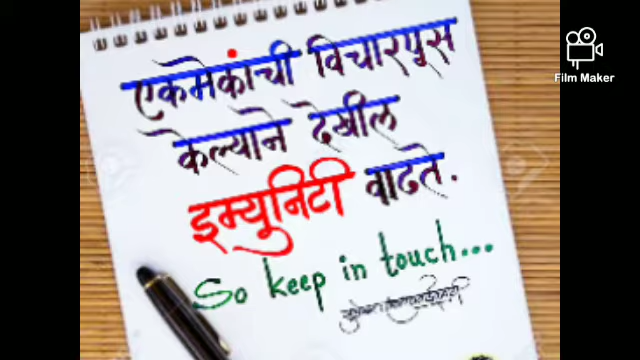 एकमेकांची विचारपूस
केल्याने देखील
इम्युनिटी वाढते.
So keep in touch...
Film Maker